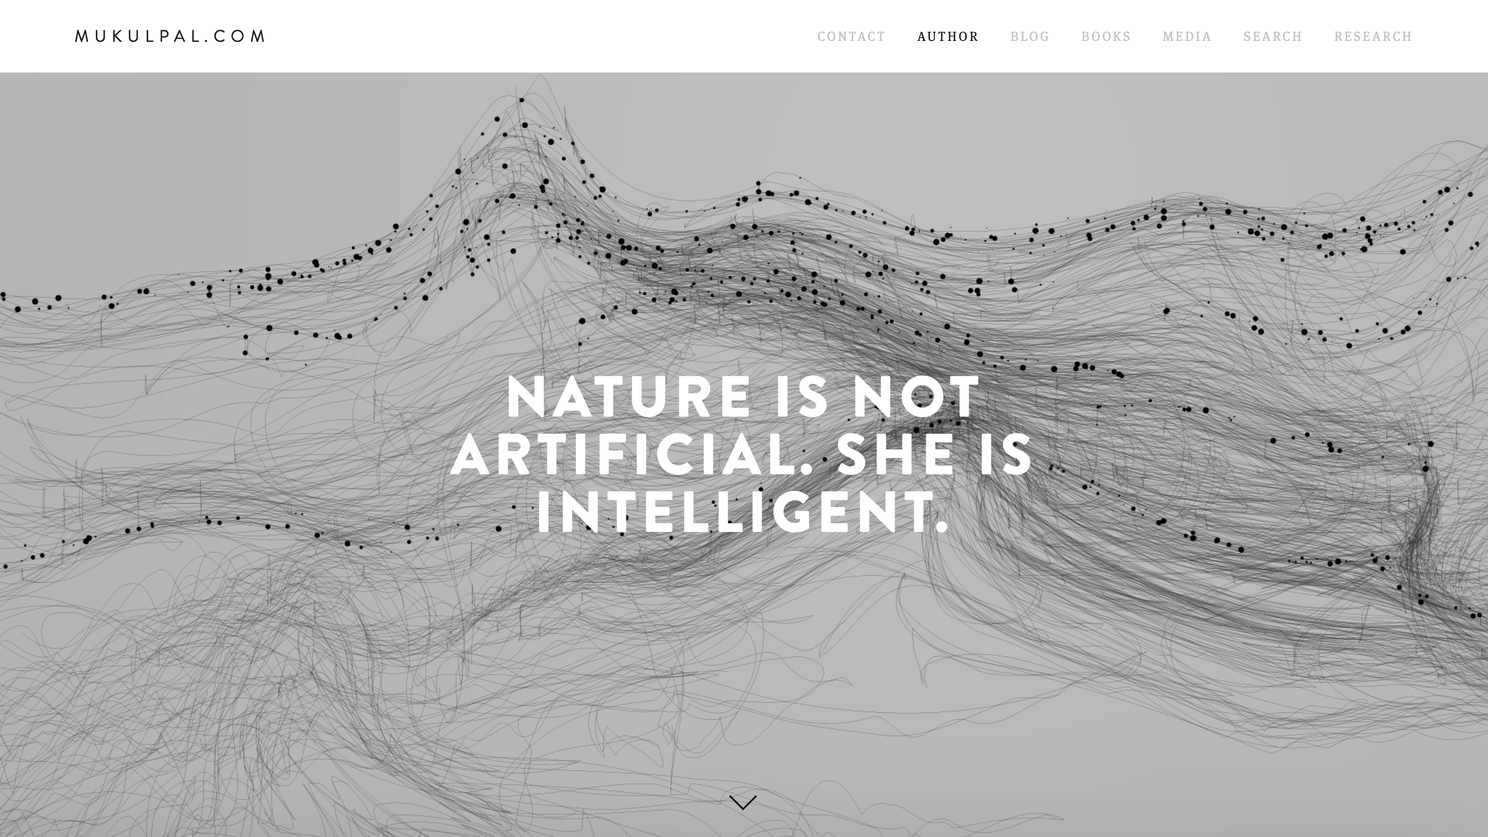 MUKULPAL.COM
CONTACT AUTHOR BLOG BOOKS MEDIA SEARCH RESEARCH
NATURE IS NOT
ARTIFICIAL. SHE IS
INTELLIGENT.